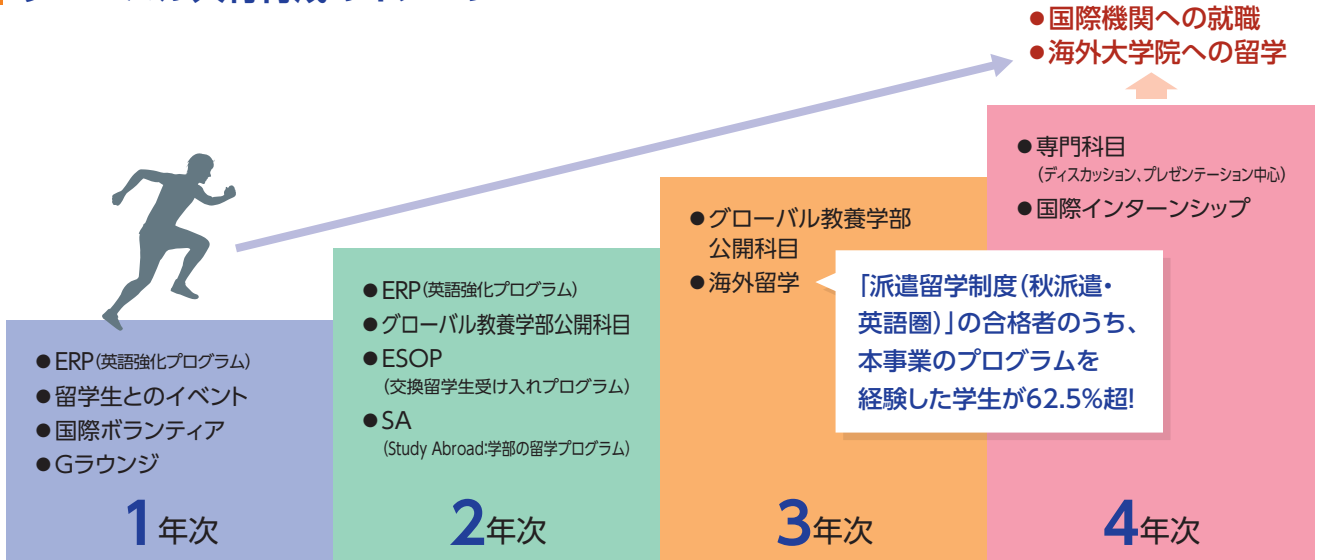 ●国際機関への就職
●海外大学院への留学
●ERP(英語強化プログラム)
●留学生とのイベント
●国際ボランティア
●Gラウンジ
1年次
●ERP(英語強化プログラム)
●グローバル教養学部公開科目
●ESOP
(交換留学生受け入れプログラム)
●SA
(Study Abroad:学部の留学プログラム)
2年次
●グローバル教養学部
公開科目
●海外留学
「派遣留学制度(秋派遣・
英語圏)」の合格者のうち、
本事業のプログラムを
経験した学生が62.5%超!
3年次
●専門科目
(ディスカッション、プレゼンテーション中心)
●国際インターンシップ
4年次